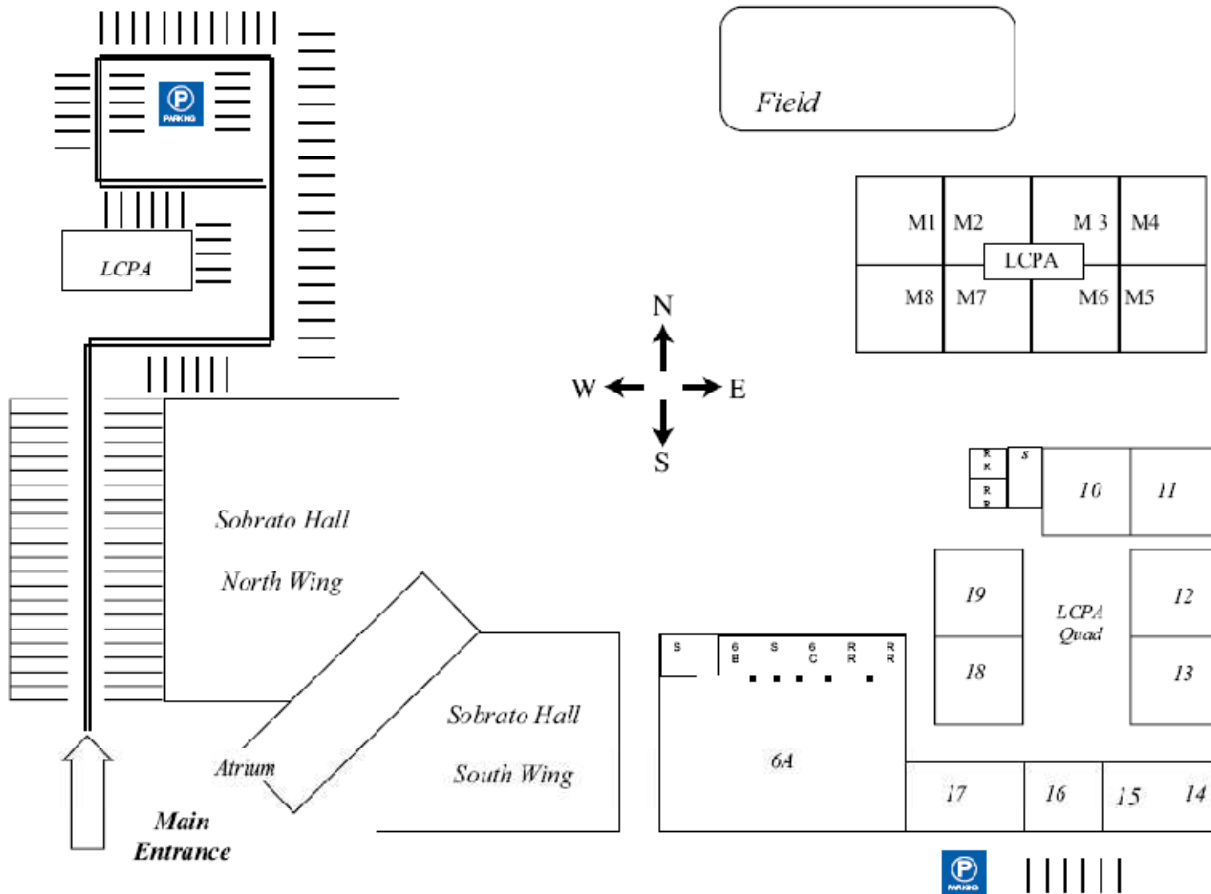 P
PARKING
Field
LCPA
M1
M2
M 3
M4
LCPA
M8
M7
M6
M5
N
W
E
S
R
R
R
R
S
10
11
Sobrato Hall
North Wing
19
LCPA
Quad
12
18
13
S
6
B
S
6
C
R
R
R
R
Sobrato Hall
South Wing
Atrium
6A
17
16
15
14
Main
Entrance
P
PARKING